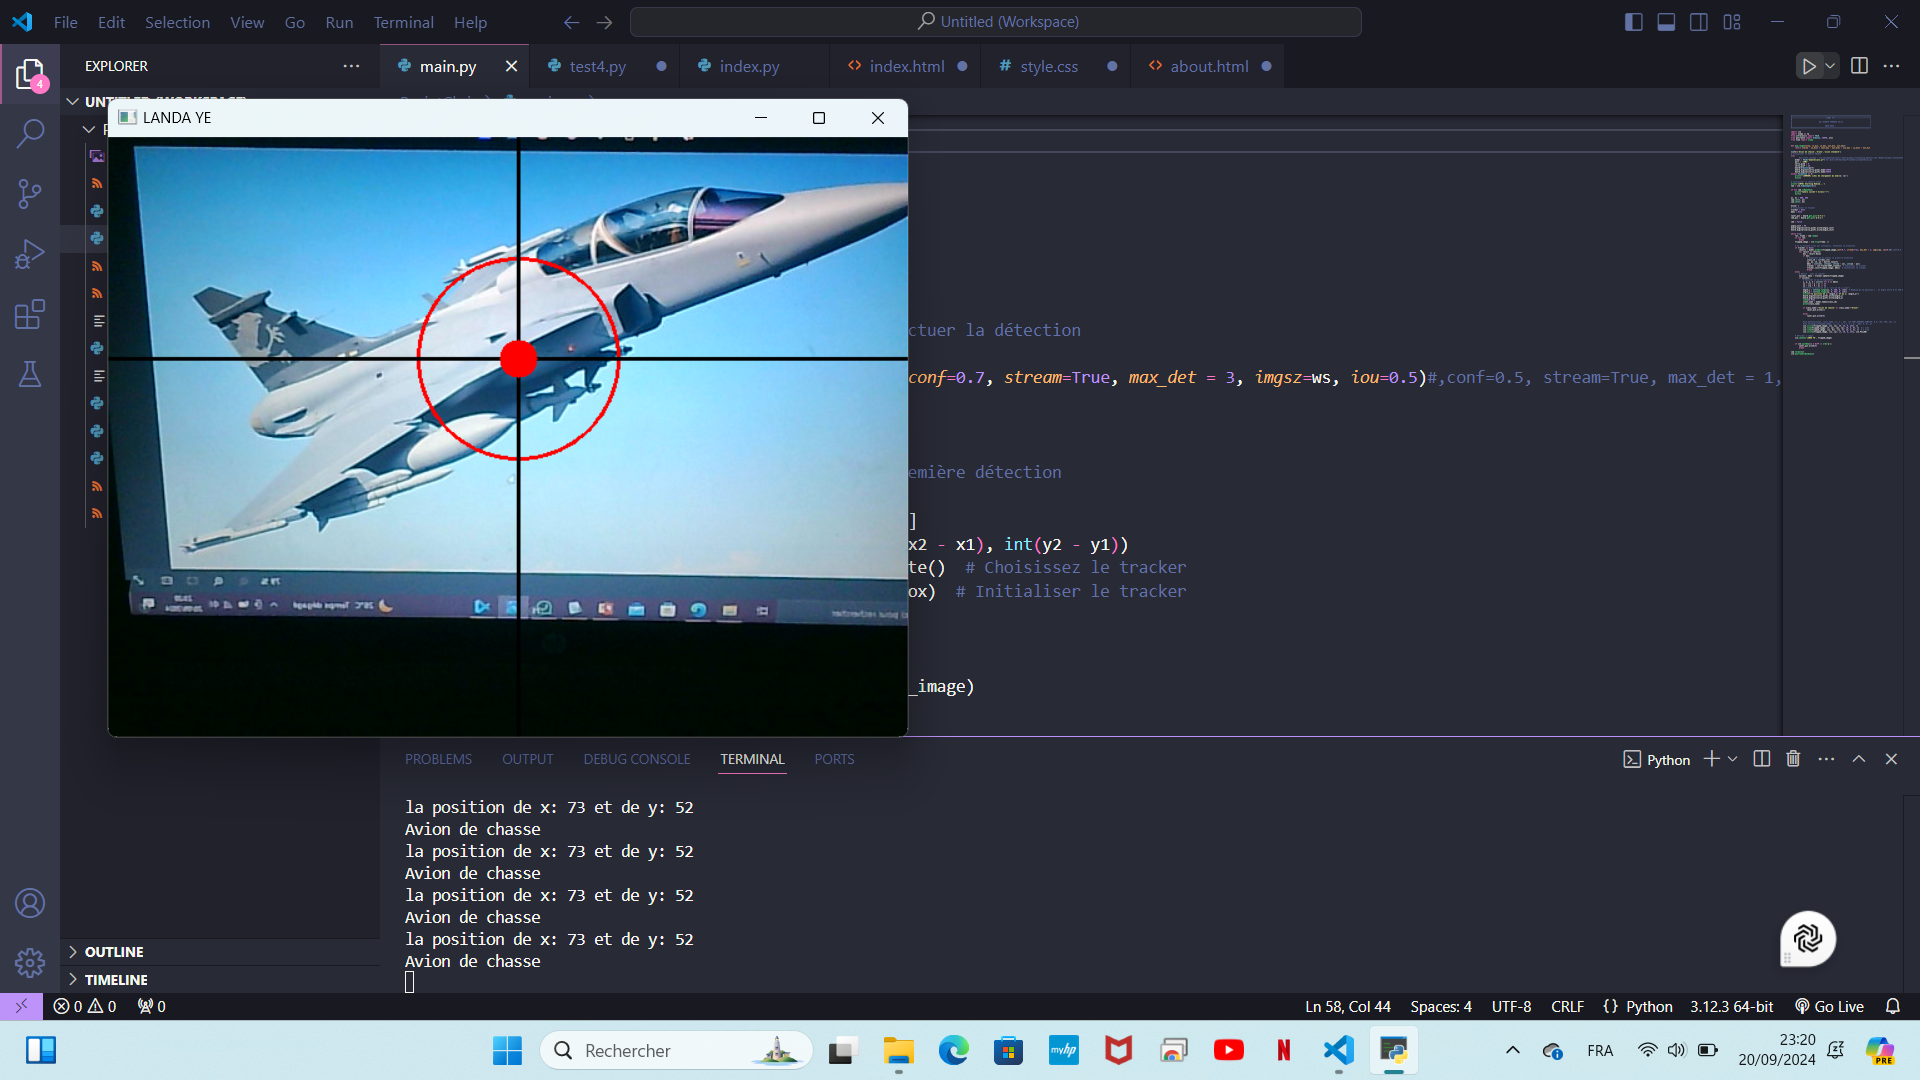 File Edit Selection View Go Run Terminal Help
Untitled (Workspace)
EXPLORER
main.py
test4.py
index.py
index.html
style.css
about.html
4
LANDA YE
ctuer la détection
conf=0.7, stream=True, max_det = 3, imgsz=ws, iou=0.5)#,conf=0.5, stream=True, max_det = 1,
emière détection
]
x2 - x1), int(y2 - y1))
te()  # Choisissez le tracker
ox)  # Initialiser le tracker
_image)
PROBLEMS OUTPUT DEBUG CONSOLE TERMINAL PORTS
Python
la position de x: 73 et de y: 52
Avion de chasse
la position de x: 73 et de y: 52
Avion de chasse
la position de x: 73 et de y: 52
Avion de chasse
la position de x: 73 et de y: 52
Avion de chasse
OUTLINE
TIMELINE
0 0 0
Ln 58, Col 44 Spaces: 4 UTF-8 CRLF {} Python 3.12.3 64-bit Go Live
Rechercher
myhp
N
FRA
23:20
20/09/2024
PRE